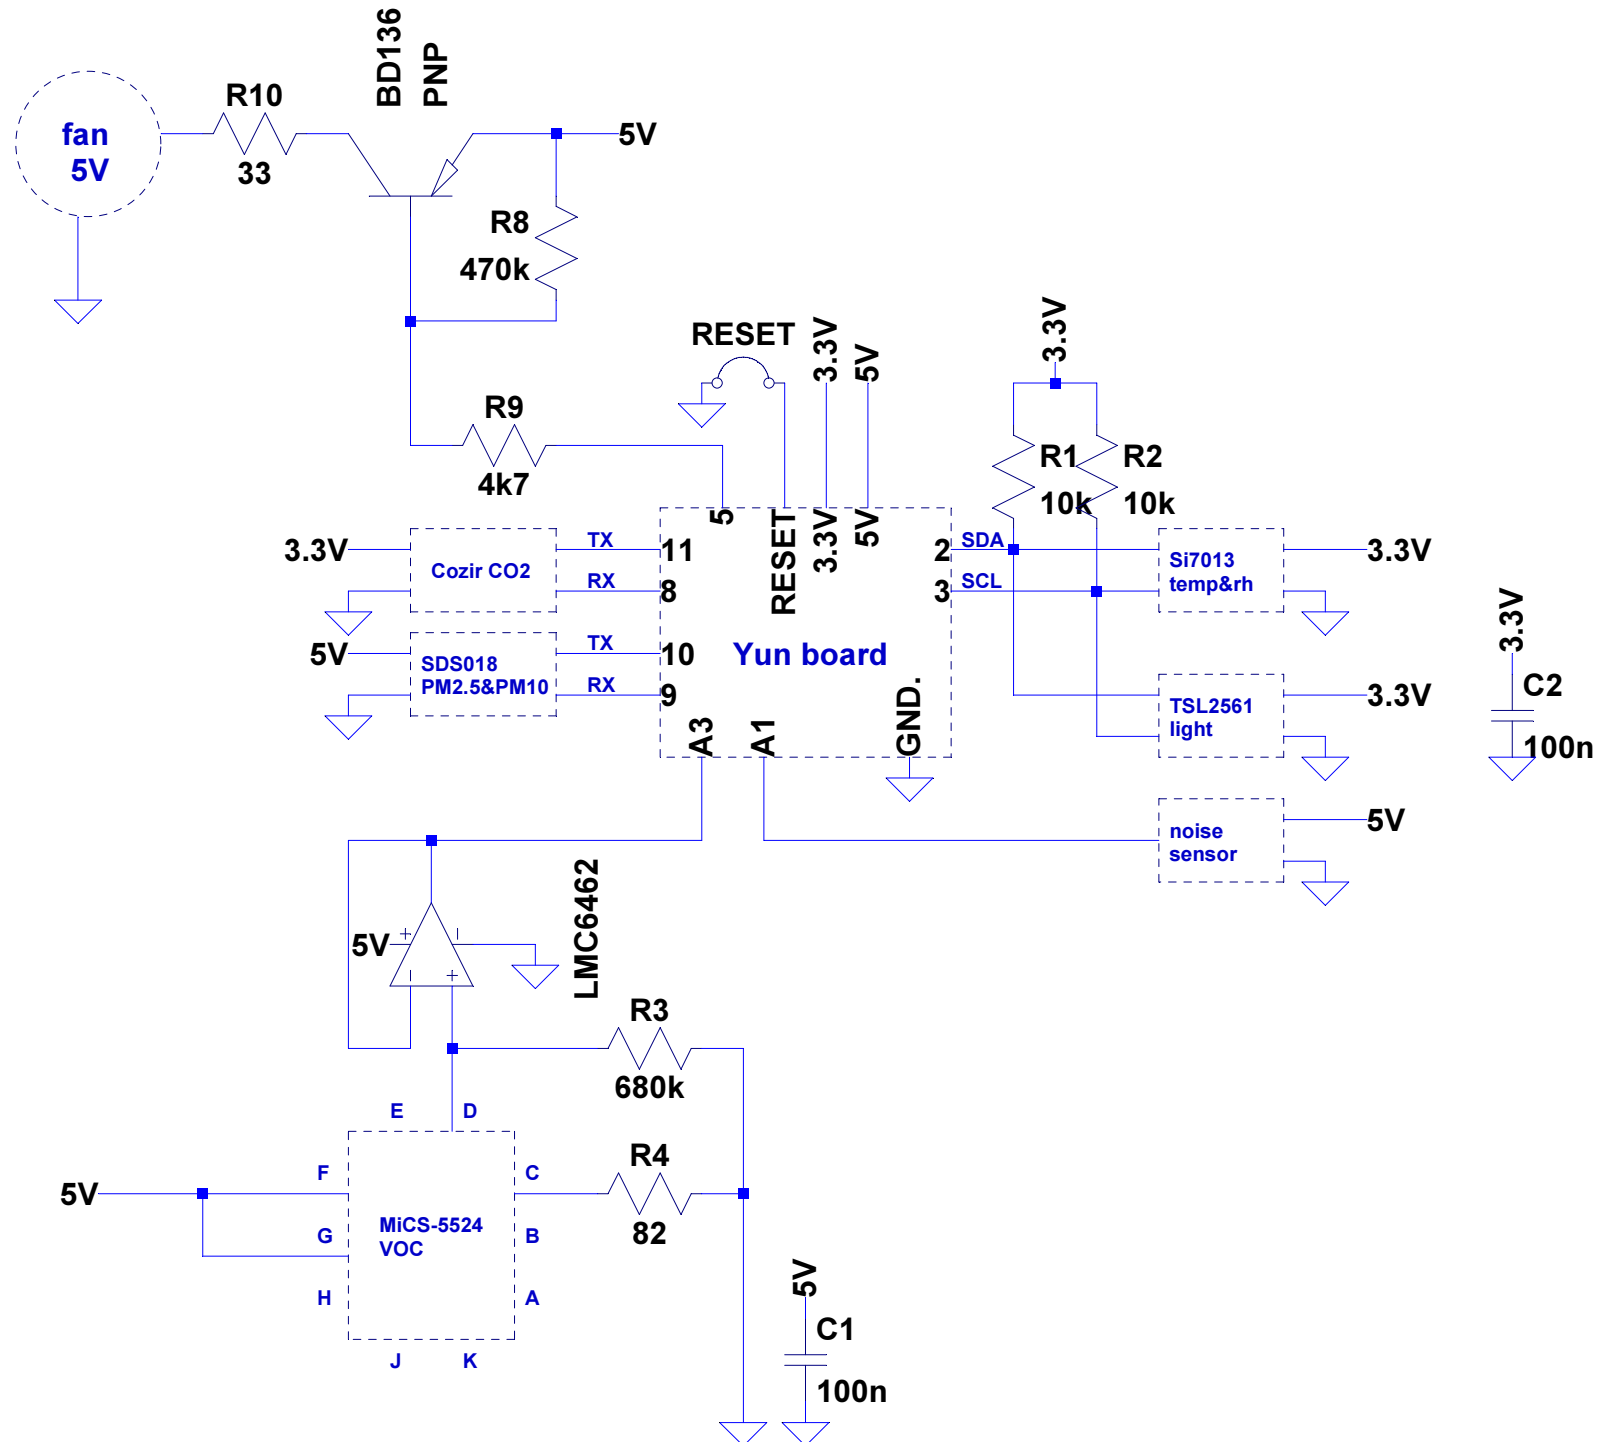 BD136
PNP
R10
33
fan
5V
5V
R8
470k
RESET
3.3V
5V
3.3V
R9
4k7
R1
10k
R2
10k
5
RESET
3.3V
5V
3.3V
Cozir CO2
TX
11
RX
8
2
SDA
3
SCL
Si7013
temp&rh
3.3V
5V
SDS018
PM2.5&PM10
TX
10
RX
9
Yun board
A3
A1
GND.
TSL2561
light
3.3V
3.3V
C2
100n
noise
sensor
5V
5V
+
–
–
+
LMC6462
R3
680k
E
D
F
C
R4
82
5V
G
MiCS-5524
VOC
B
H
A
J
K
5V
C1
100n